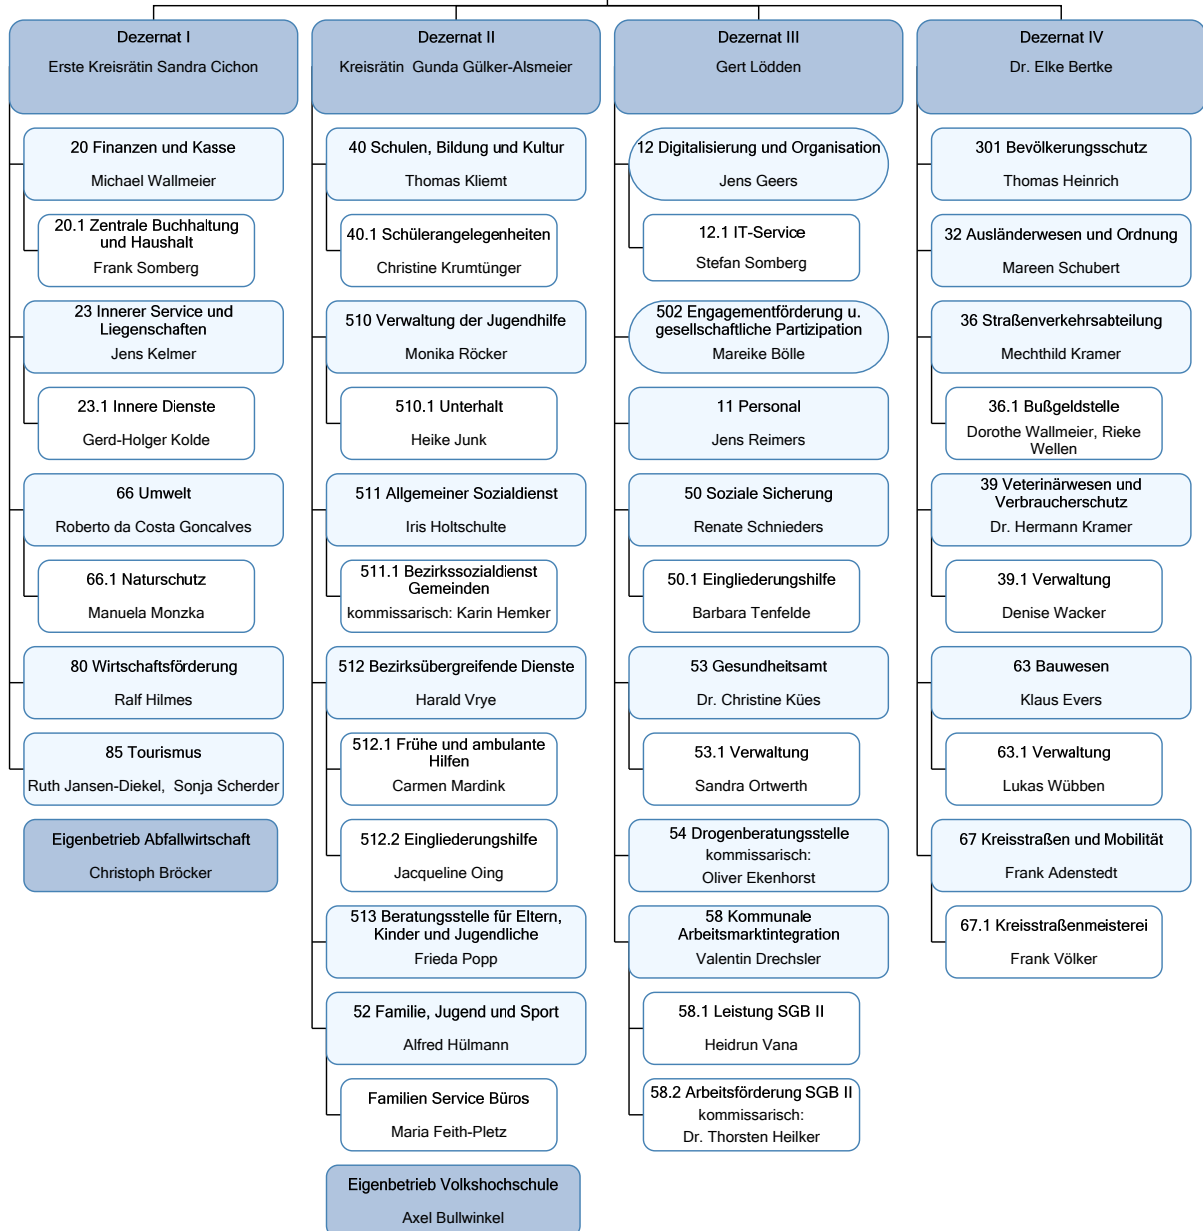 Dezernat I
Erste Kreisrätin Sandra Cichon
20 Finanzen und Kasse
Michael Wallmeier
20.1 Zentrale Buchhaltung
und Haushalt
Frank Somberg
23 Innerer Service und
Liegenschaften
Jens Kelmer
23.1 Innere Dienste
Gerd-Holger Kolde
66 Umwelt
Roberto da Costa Goncalves
66.1 Naturschutz
Manuela Monzka
80 Wirtschaftsförderung
Ralf Hilmes
85 Tourismus
Ruth Jansen-Diekel, Sonja Scherder
Eigenbetrieb Abfallwirtschaft
Christoph Bröcker
Dezernat II
Kreisrätin Gunda Gülker-Alsmeier
40 Schulen, Bildung und Kultur
Thomas Kliemt
40.1 Schülerangelegenheiten
Christine Krumtünger
510 Verwaltung der Jugendhilfe
Monika Röcker
510.1 Unterhalt
Heike Junk
511 Allgemeiner Sozialdienst
Iris Holtschulte
511.1 Bezirkssozialdienst
Gemeinden
kommissarisch: Karin Hemker
512 Bezirksübergreifende Dienste
Harald Vrye
512.1 Frühe und ambulante
Hilfen
Carmen Mardink
512.2 Eingliederungshilfe
Jacqueline Oing
513 Beratungsstelle für Eltern,
Kinder und Jugendliche
Frieda Popp
52 Familie, Jugend und Sport
Alfred Hülmann
Familien Service Büros
Maria Feith-Pletz
Eigenbetrieb Volkshochschule
Axel Bullwinkel
Dezernat III
Gert Lödden
12 Digitalisierung und Organisation
Jens Geers
12.1 IT-Service
Stefan Somberg
502 Engagementförderung u.
gesellschaftliche Partizipation
Mareike Bölle
11 Personal
Jens Reimers
50 Soziale Sicherung
Renate Schnieders
50.1 Eingliederungshilfe
Barbara Tenfelde
53 Gesundheitsamt
Dr. Christine Kües
53.1 Verwaltung
Sandra Ortwerth
54 Drogenberatungsstelle
kommissarisch:
Oliver Ekenhorst
58 Kommunale
Arbeitsmarktintegration
Valentin Drechsler
58.1 Leistung SGB II
Heidrun Vana
58.2 Arbeitsförderung SGB II
kommissarisch:
Dr. Thorsten Heilker
Dezernat IV
Dr. Elke Bertke
301 Bevölkerungsschutz
Thomas Heinrich
32 Ausländerwesen und Ordnung
Mareen Schubert
36 Straßenverkehrsabteilung
Mechthild Kramer
36.1 Bußgeldstelle
Dorothe Wallmeier, Rieke
Wellen
39 Veterinärwesen und
Verbraucherschutz
Dr. Hermann Kramer
39.1 Verwaltung
Denise Wacker
63 Bauwesen
Klaus Evers
63.1 Verwaltung
Lukas Wübben
67 Kreisstraßen und Mobilität
Frank Adenstedt
67.1 Kreisstraßenmeisterei
Frank Völker